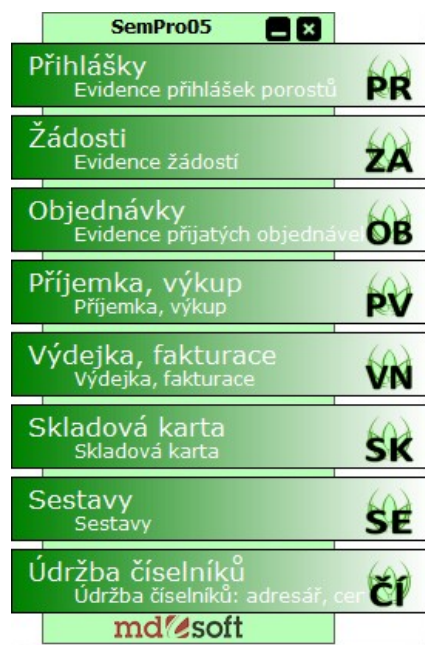 SemPro05
Přihlášky
Evidence přihlášek porostů
PR
Žádosti
Evidence žádostí
ZA
Objednávky
Evidence přijatých objednávek
OB
Příjemka, výkup
Příjemka, výkup
PV
Výdejka, fakturace
Výdejka, fakturace
VN
Skladová karta
Skladová karta
SK
Sestavy
Sestavy
SE
Údržba číselníků
Údržba číselníků: adresář, cen
ČÍ
mdsoft